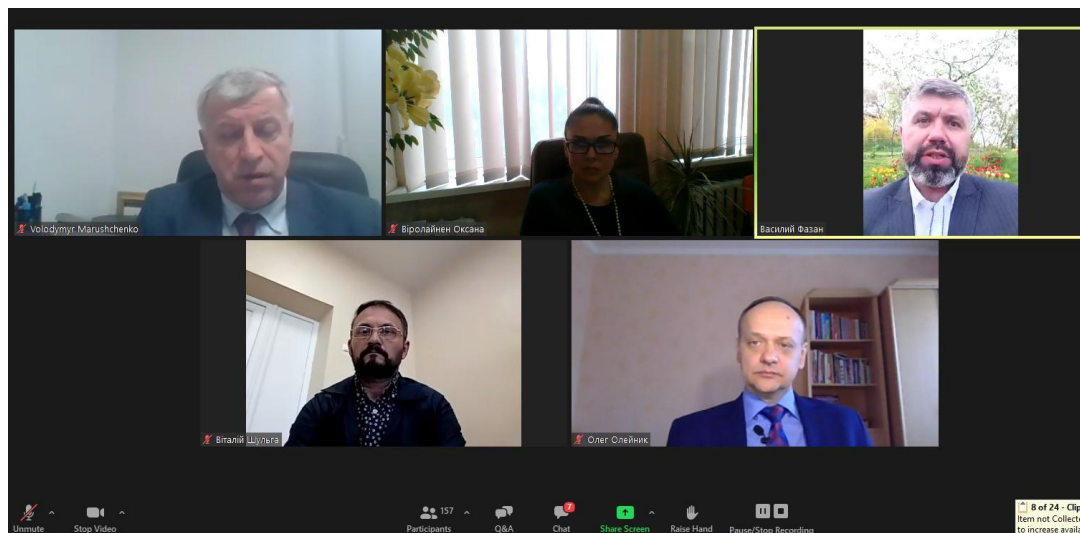 Volodymyr Marushchenko
Віролайнен Оксана
Василий Фазан
Віталій Шульга
Олег Олейник
157
7
Unmute
Stop Video
Participants
Q&A
Chat
Share Screen
Raise Hand
Pause/Stop Recording
8 of 24 - Clip
Item not Collecte
to increase availa